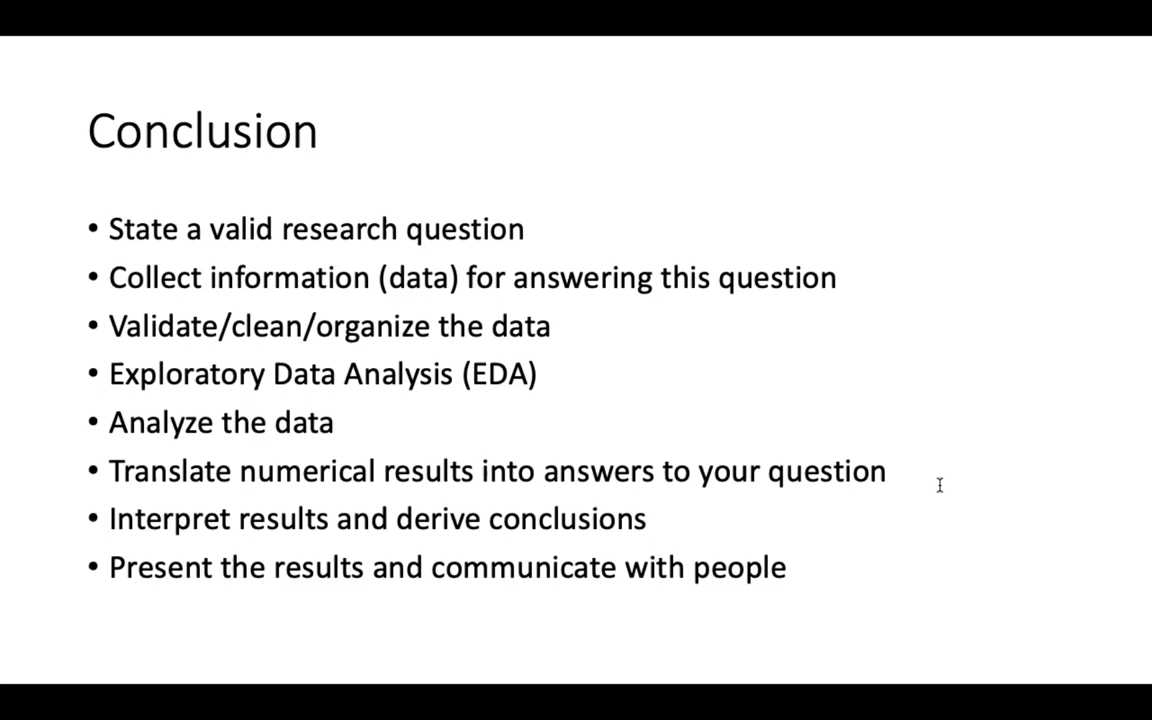 Conclusion
• State a valid research question
• Collect information (data) for answering this question
• Validate/clean/organize the data
• Exploratory Data Analysis (EDA)
• Analyze the data
• Translate numerical results into answers to your question
• Interpret results and derive conclusions
• Present the results and communicate with people